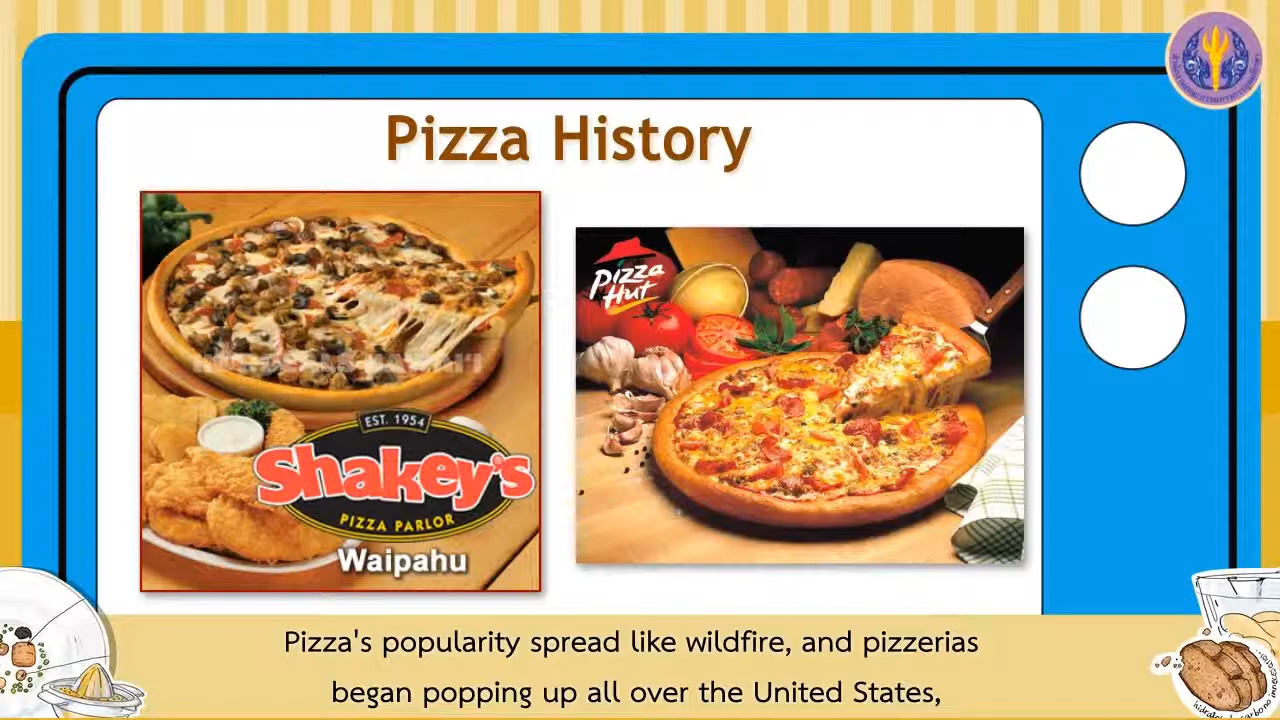 Pizza History
Pizza
Hut
EST. 1954
Shakey's
PIZZA PARLOR
Waipahu
Pizza's popularity spread like wildfire, and pizzerias
began popping up all over the United States,